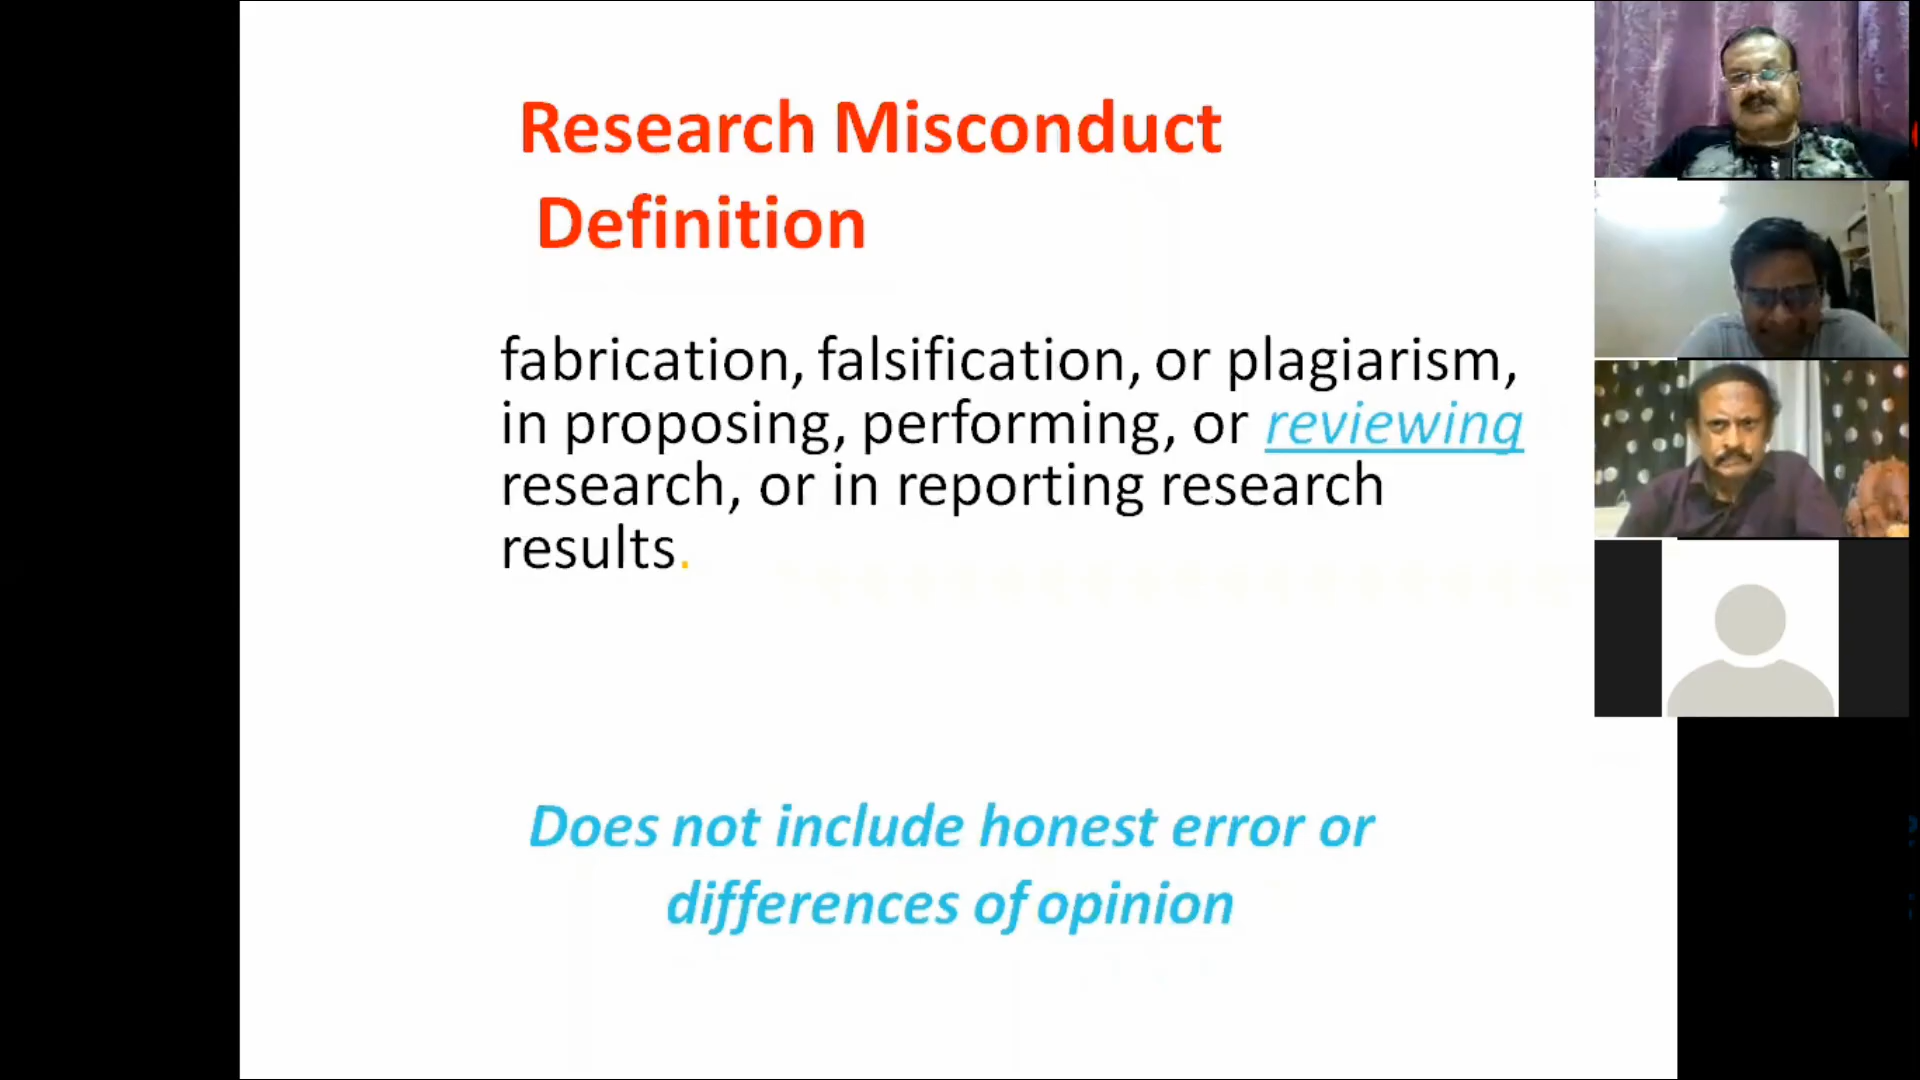 Research Misconduct
Definition
fabrication, falsification, or plagiarism,
in proposing, performing, or reviewing
research, or in reporting research
results.
Does not include honest error or
differences of opinion